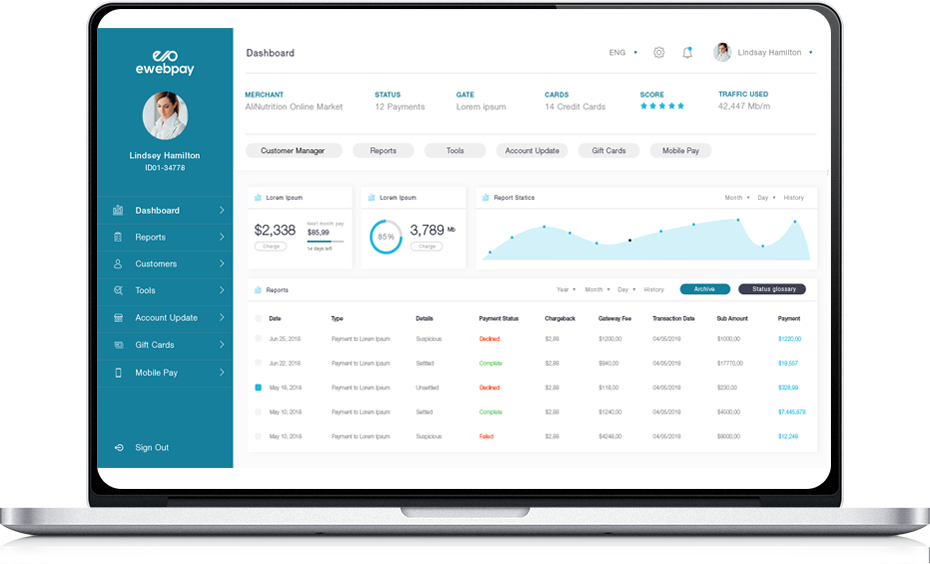 ewebpay
Lindsey Hamilton
ID01-34778
Dashboard
Reports
Customers
Tools
Account Update
Gift Cards
Mobile Pay
Sign Out
Dashboard
ENG
Lindsay Hamilton
MERCHANT STATUS GATE CARDS SCORE TRAFFIC USED
AliNutrition Online Market 12 Payments Lorem ipsum 14 Credit Cards 42,447 Mb/m
Customer Manager Reports Tools Account Update Gift Cards Mobile Pay
Lorem Ipsum
$2,338
Next month pay
$85,99
Charge
14 days left
Lorem Ipsum
85%
3,789 Mb
Charge
Report Statics Month Day History
Reports Year Month Day History Archive Status glossary
Date Type Details Payment Status Chargeback Gateway Fee Transaction Date Sub Amount Payment
Jun 25, 2018 Payment to Lorem Ipsum Suspicious Declined $2,88 $1200,00 04/05/2018 $1000,00 $1220,00
Jun 22, 2018 Payment to Lorem Ipsum Settled Complete $2,88 $940,00 04/05/2018 $17770,00 $18,557
May 18, 2018 Payment to Lorem Ipsum Unsettled Declined $2,88 $118,00 04/05/2018 $230,00 $328,99
May 10, 2018 Payment to Lorem Ipsum Settled Complete $2,88 $1240,00 04/05/2018 $4500,00 $7,445,678
May 10, 2018 Payment to Lorem Ipsum Suspicious Failed $2,88 $4248,00 04/05/2018 $8000,00 $12,248